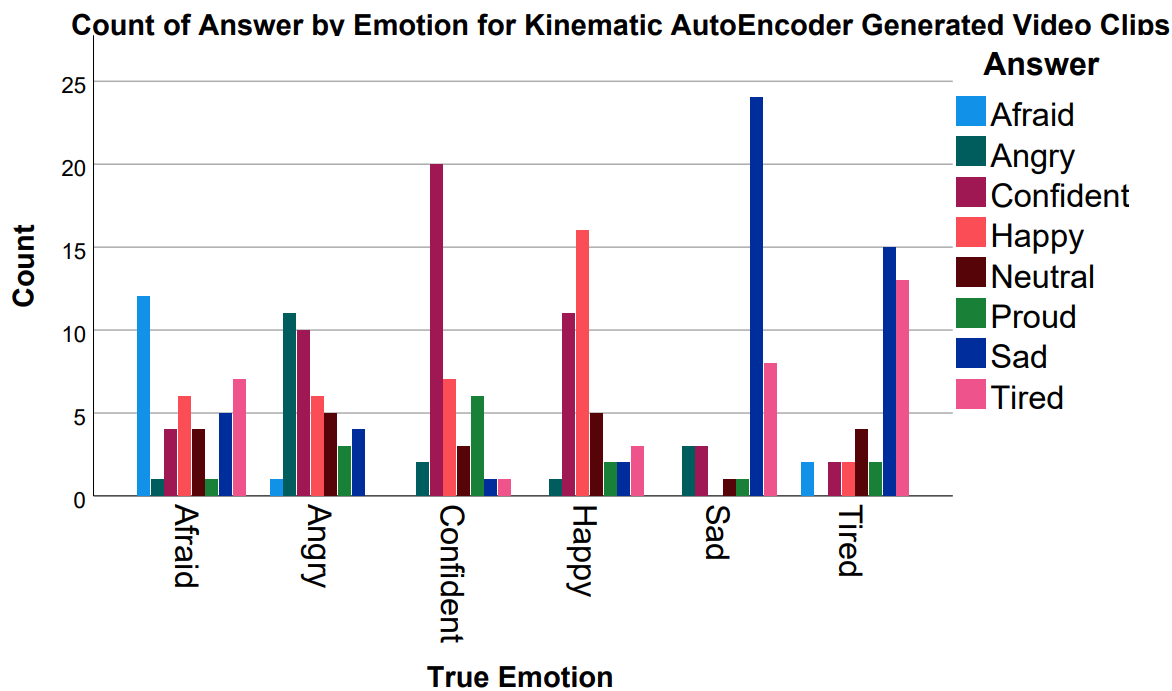 Count of Answer by Emotion for Kinematic AutoEncoder Generated Video Clips
Answer
Afraid
Angry
Confident
Happy
Neutral
Proud
Sad
Tired
Count
25
20
15
10
5
0
Afraid
Angry
Confident
Happy
Sad
Tired
True Emotion